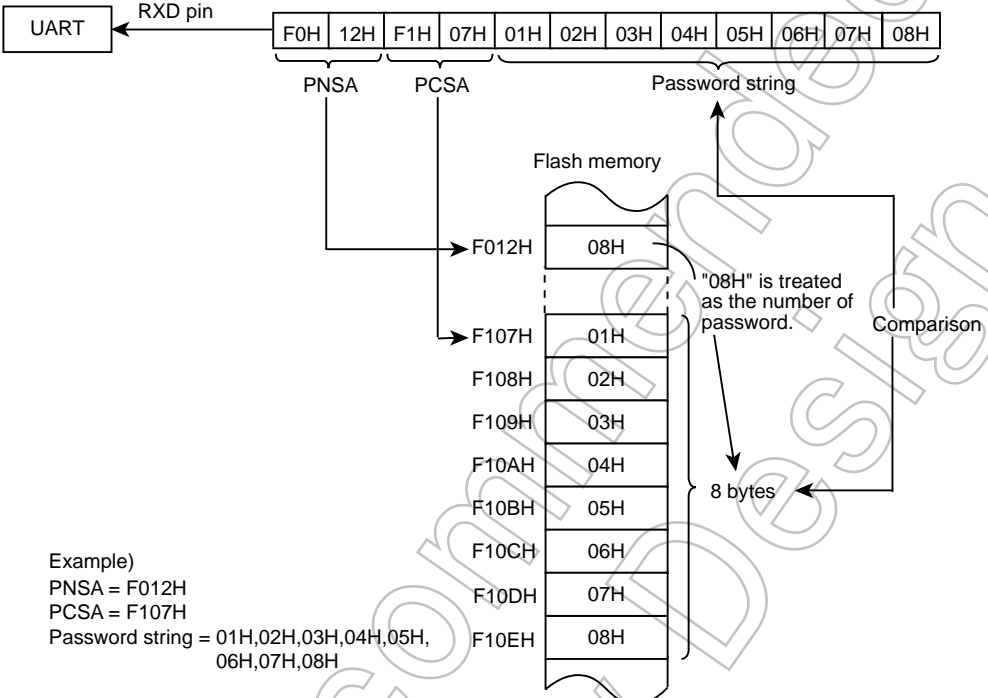 RXD pin
UART
F0H 12H F1H 07H 01H 02H 03H 04H 05H 06H 07H 08H
PNSA PCSA Password string
Flash memory
F012H 08H
"08H" is treated
as the number of
password.
Comparison
F107H 01H
F108H 02H
F109H 03H
F10AH 04H
8 bytes
F10BH 05H
F10CH 06H
F10DH 07H
F10EH 08H
Example)
PNSA = F012H
PCSA = F107H
Password string = 01H,02H,03H,04H,05H,
06H,07H,08H